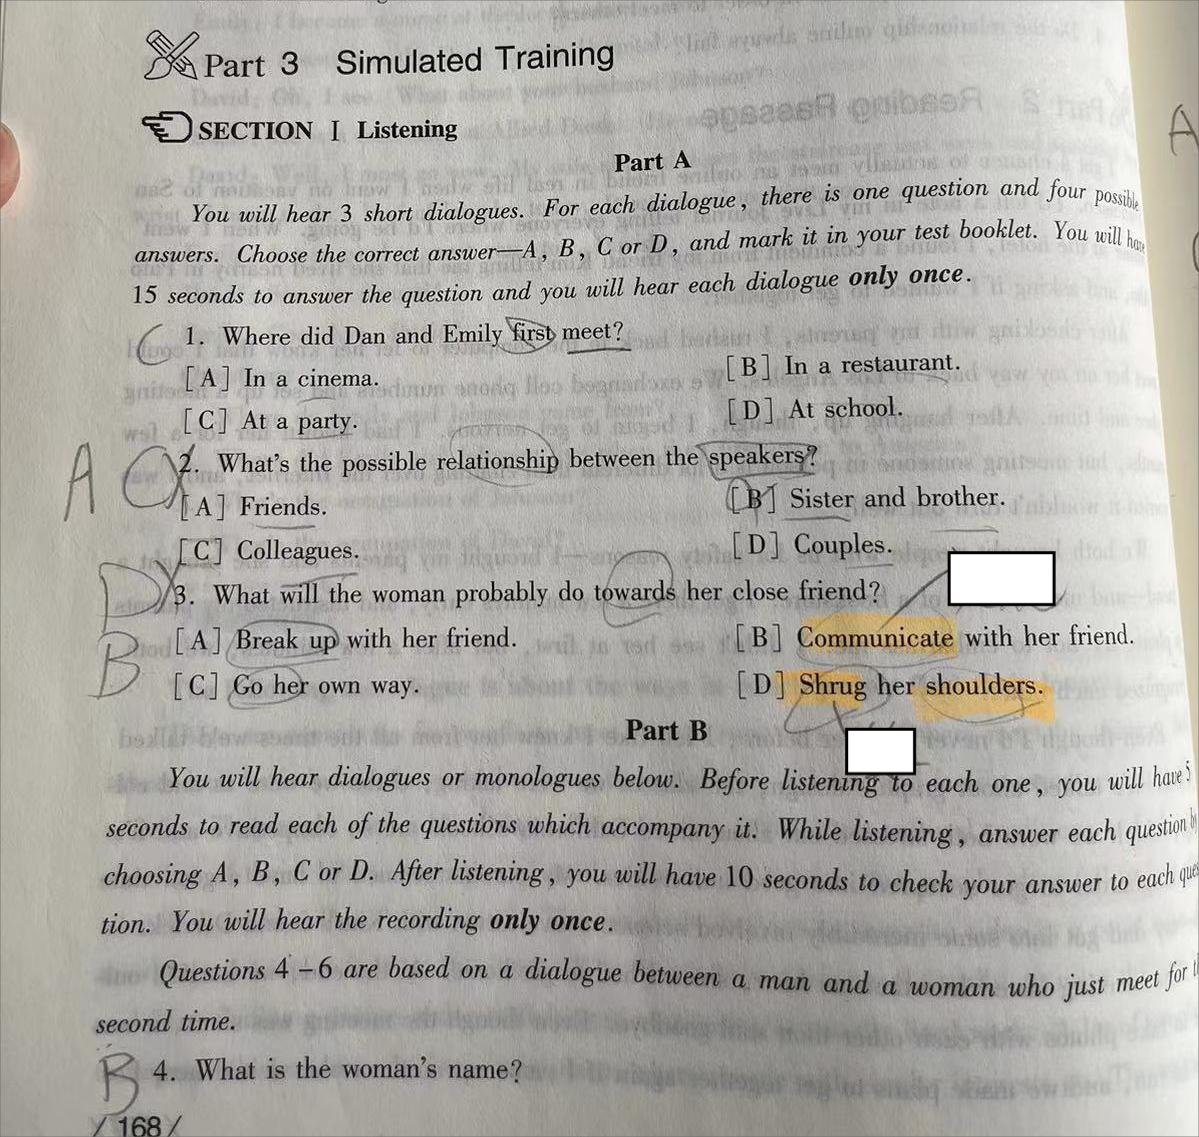 Part 3 Simulated Training
SECTION I Listening
Part A
You will hear 3 short dialogues. For each dialogue, there is one question and four possible
answers. Choose the correct answer—A, B, C or D, and mark it in your test booklet. You will have
15 seconds to answer the question and you will hear each dialogue only once.
C 1. Where did Dan and Emily first meet?
[A] In a cinema. [B] In a restaurant.
[C] At a party. [D] At school.
A C 2. What's the possible relationship between the speakers?
[A] Friends. [B] Sister and brother.
[C] Colleagues. [D] Couples.
D 3. What will the woman probably do towards her close friend?
B [A] Break up with her friend. [B] Communicate with her friend.
[C] Go her own way. [D] Shrug her shoulders.
Part B
You will hear dialogues or monologues below. Before listening to each one, you will have 5
seconds to read each of the questions which accompany it. While listening, answer each question by
choosing A, B, C or D. After listening, you will have 10 seconds to check your answer to each ques
tion. You will hear the recording only once.
Questions 4-6 are based on a dialogue between a man and a woman who just meet for
second time.
B 4. What is the woman's name?
/ 168 /
A